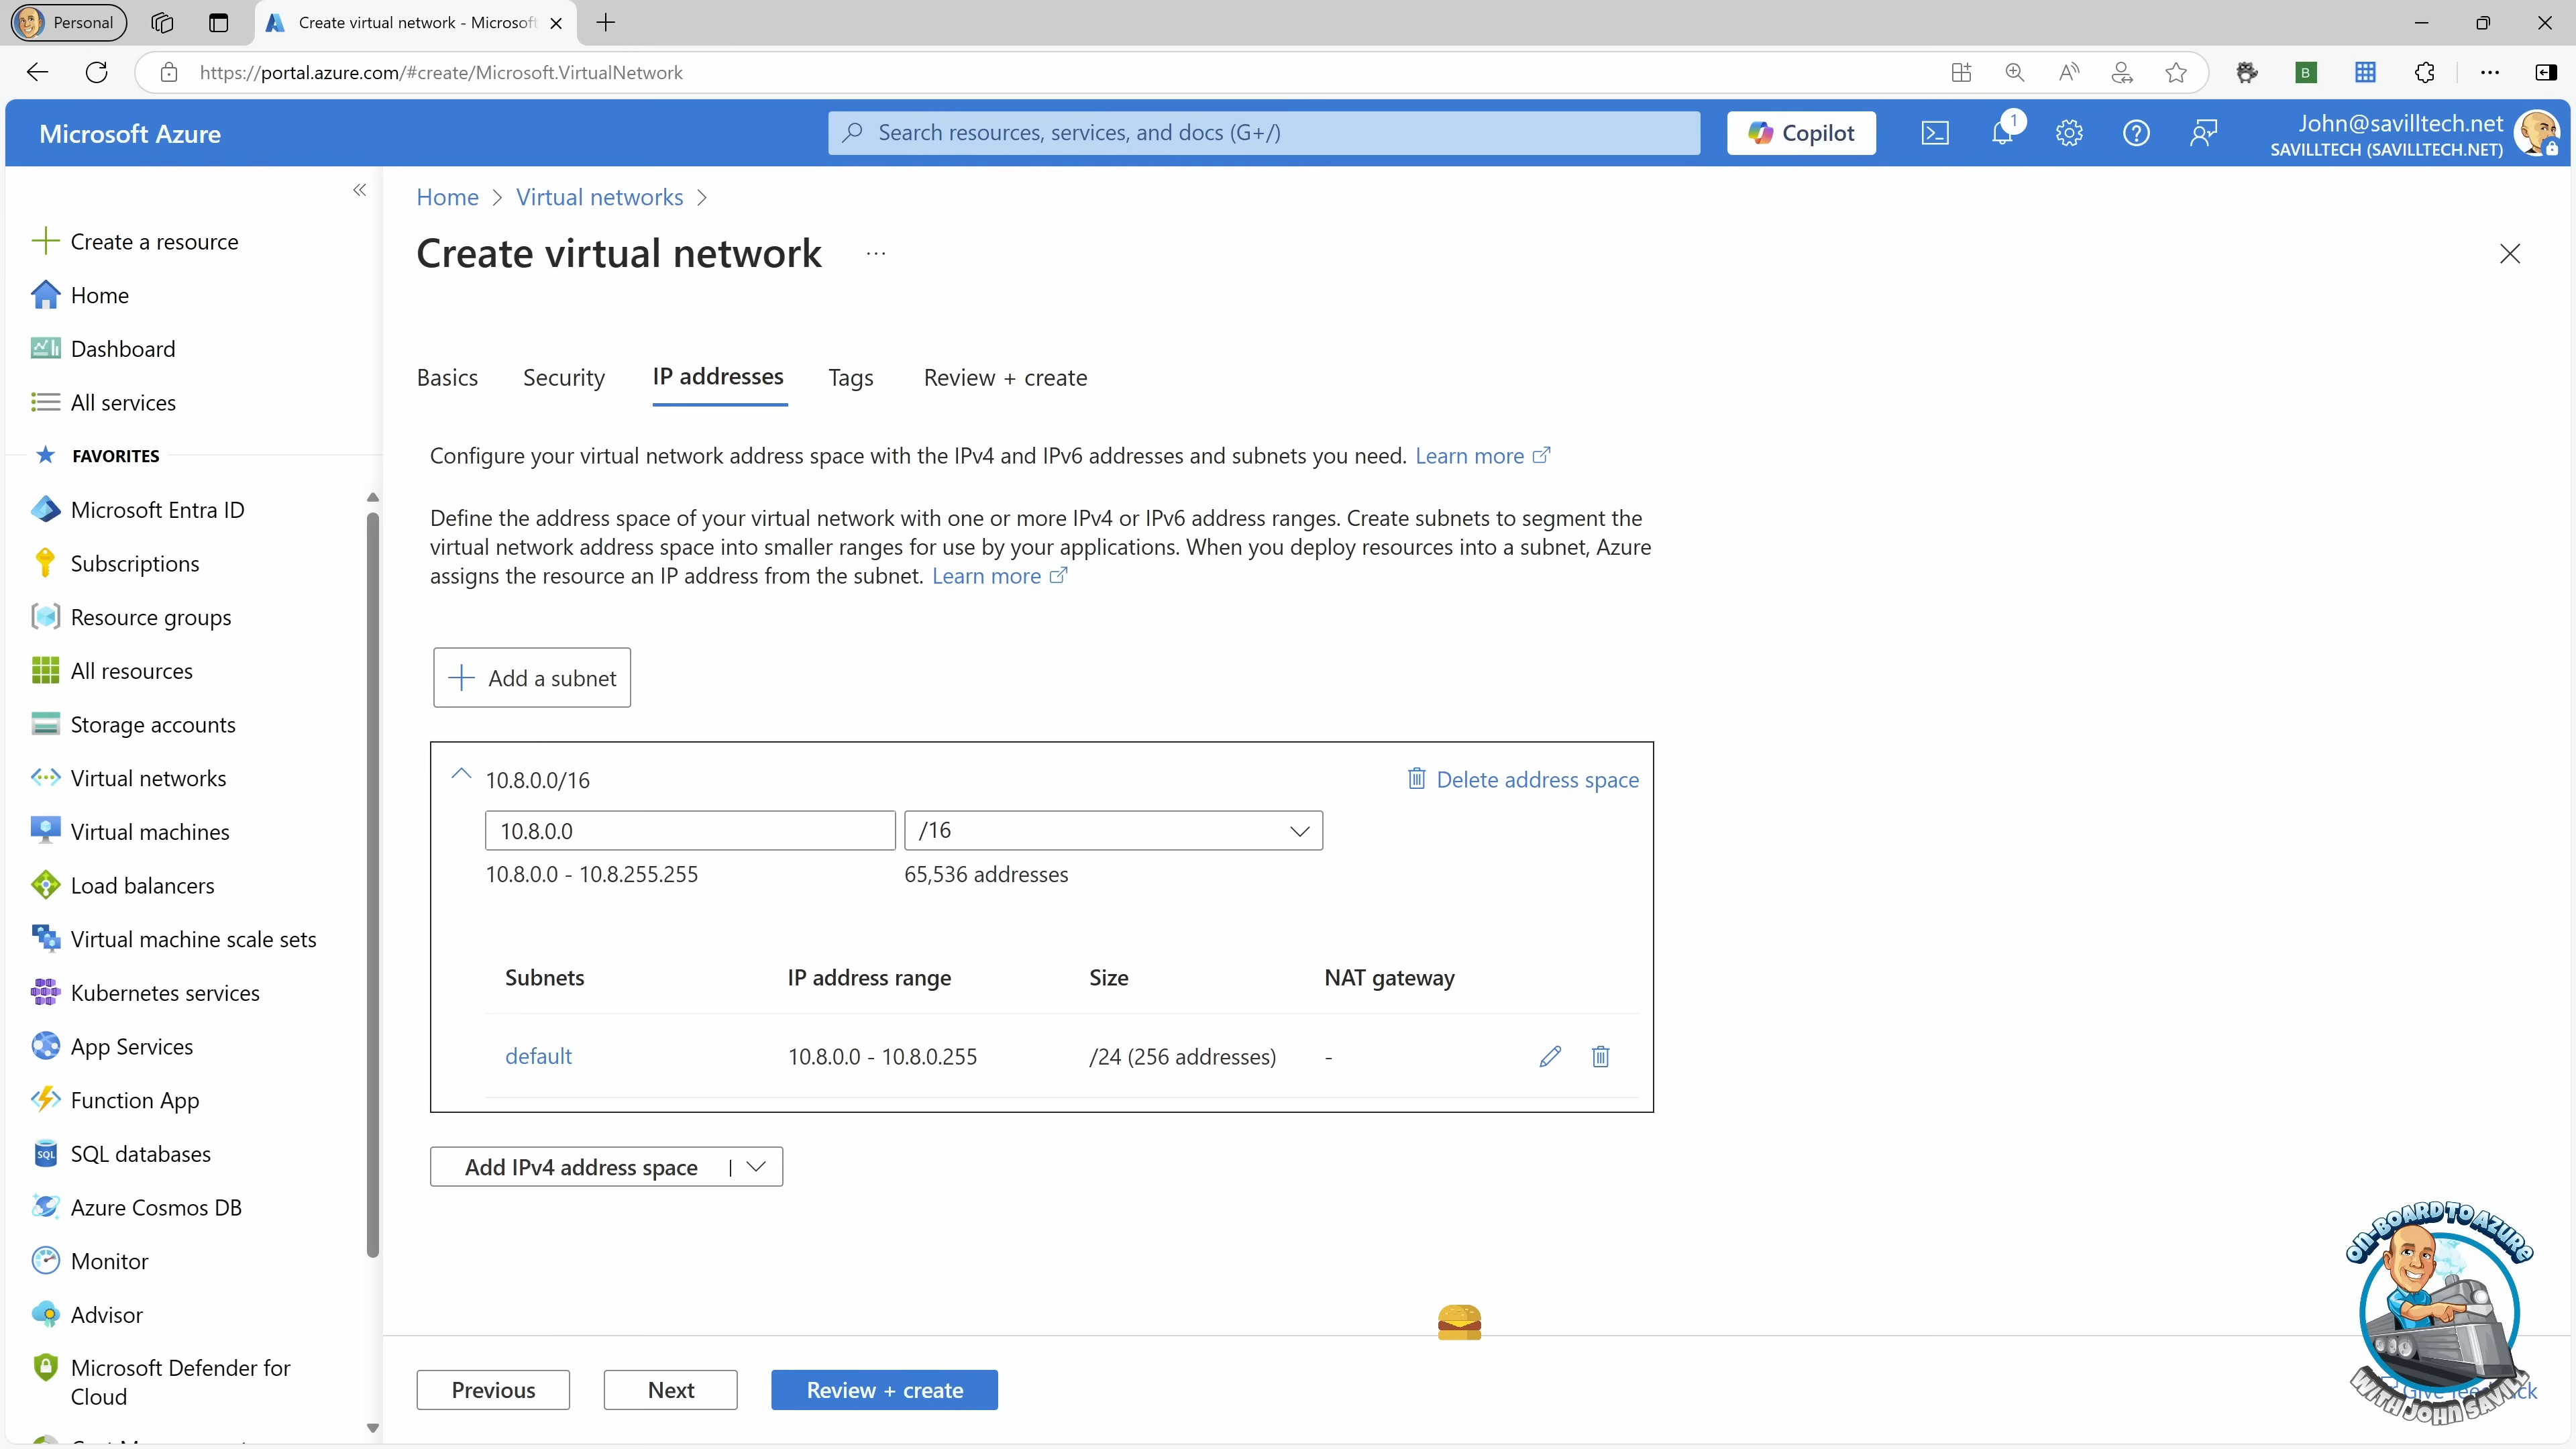 Personal
Create virtual network - Microsoft
https://portal.azure.com/#create/Microsoft.VirtualNetwork
B
Microsoft Azure
Search resources, services, and docs (G+/)
Copilot
1
John@savilltech.net
SAVILLTECH (SAVILLTECH.NET)
Create a resource
Home
Dashboard
All services
FAVORITES
Microsoft Entra ID
Subscriptions
Resource groups
All resources
Storage accounts
Virtual networks
Virtual machines
Load balancers
Virtual machine scale sets
Kubernetes services
App Services
Function App
SQL
SQL databases
Azure Cosmos DB
Monitor
Advisor
Microsoft Defender for
Cloud
Home > Virtual networks >
Create virtual network ...
Basics
Security
IP addresses
Tags
Review + create
Configure your virtual network address space with the IPv4 and IPv6 addresses and subnets you need. Learn more
Define the address space of your virtual network with one or more IPv4 or IPv6 address ranges. Create subnets to segment the
virtual network address space into smaller ranges for use by your applications. When you deploy resources into a subnet, Azure
assigns the resource an IP address from the subnet. Learn more
Add a subnet
10.8.0.0/16
Delete address space
10.8.0.0
/16
10.8.0.0 - 10.8.255.255
65,536 addresses
Subnets IP address range Size NAT gateway
default 10.8.0.0 - 10.8.0.255 /24 (256 addresses) -
Add IPv4 address space |
Previous
Next
Review + create
ON-BOARD TO AZURE
WITH JOHN SAVILL
Give